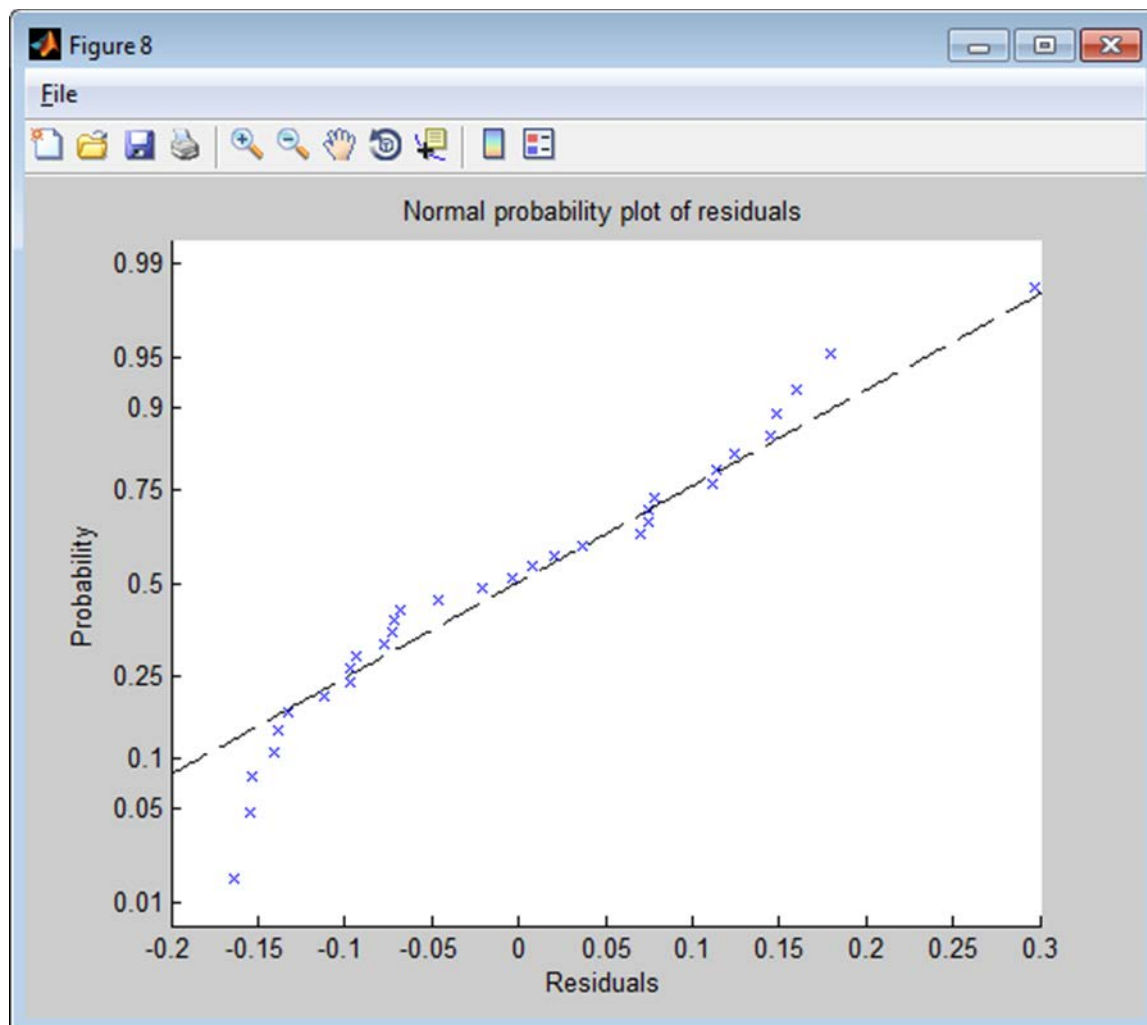 Figure 8
File
Normal probability plot of residuals
0.99
0.95
0.9
0.75
0.5
0.25
0.1
0.05
0.01
Probability
-0.2 -0.15 -0.1 -0.05 0 0.05 0.1 0.15 0.2 0.25 0.3
Residuals